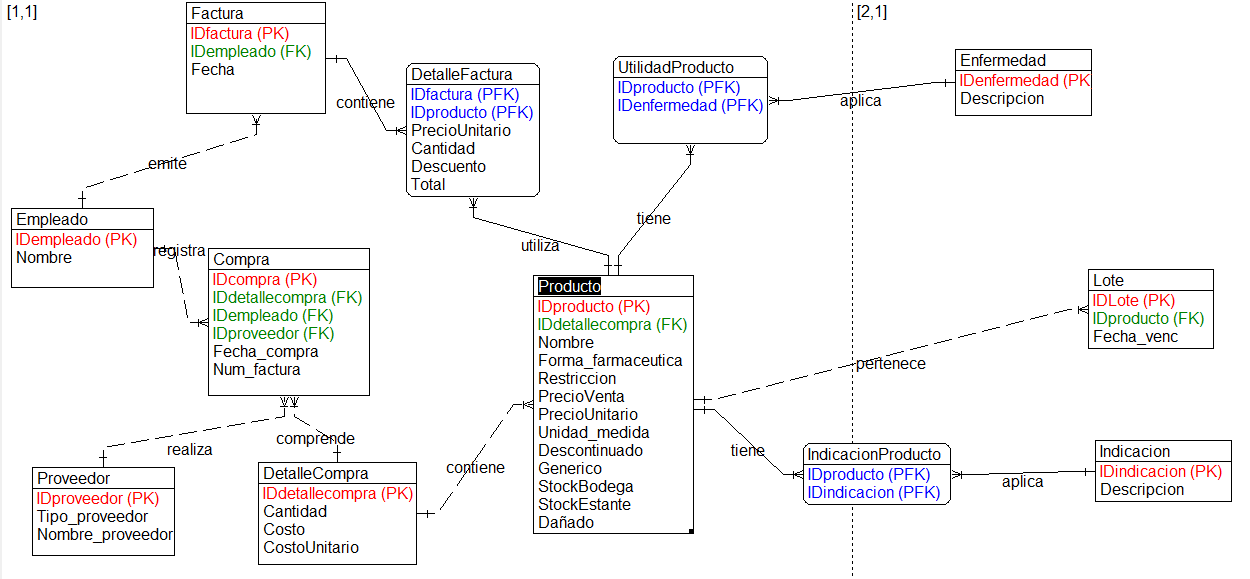 [1,1]
[2,1]
Factura
IDfactura (PK)
IDempleado (FK)
Fecha
contiene
DetalleFactura
IDfactura (PFK)
IDproducto (PFK)
PrecioUnitario
Cantidad
Descuento
Total
UtilidadProducto
IDproducto (PFK)
IDenfermedad (PFK)
aplica
Enfermedad
IDenfermedad (PK
Descripcion
emite
utiliza
tiene
Empleado
IDempleado (PK)
Nombre
registra
Compra
IDcompra (PK)
IDdetallecompra (FK)
IDempleado (FK)
IDproveedor (FK)
Fecha_compra
Num_factura
Producto
IDproducto (PK)
IDdetallecompra (FK)
Nombre
Forma_farmaceutica
Restriccion
PrecioVenta
PrecioUnitario
Unidad_medida
Descontinuado
Generico
StockBodega
StockEstante
Dañado
Lote
IDLote (PK)
IDproducto (FK)
Fecha_venc
pertenece
realiza
comprende
contiene
tiene
Proveedor
IDproveedor (PK)
Tipo_proveedor
Nombre_proveedor
DetalleCompra
IDdetallecompra (PK)
Cantidad
Costo
CostoUnitario
IndicacionProducto
IDproducto (PFK)
IDindicacion (PFK)
aplica
Indicacion
IDindicacion (PK)
Descripcion